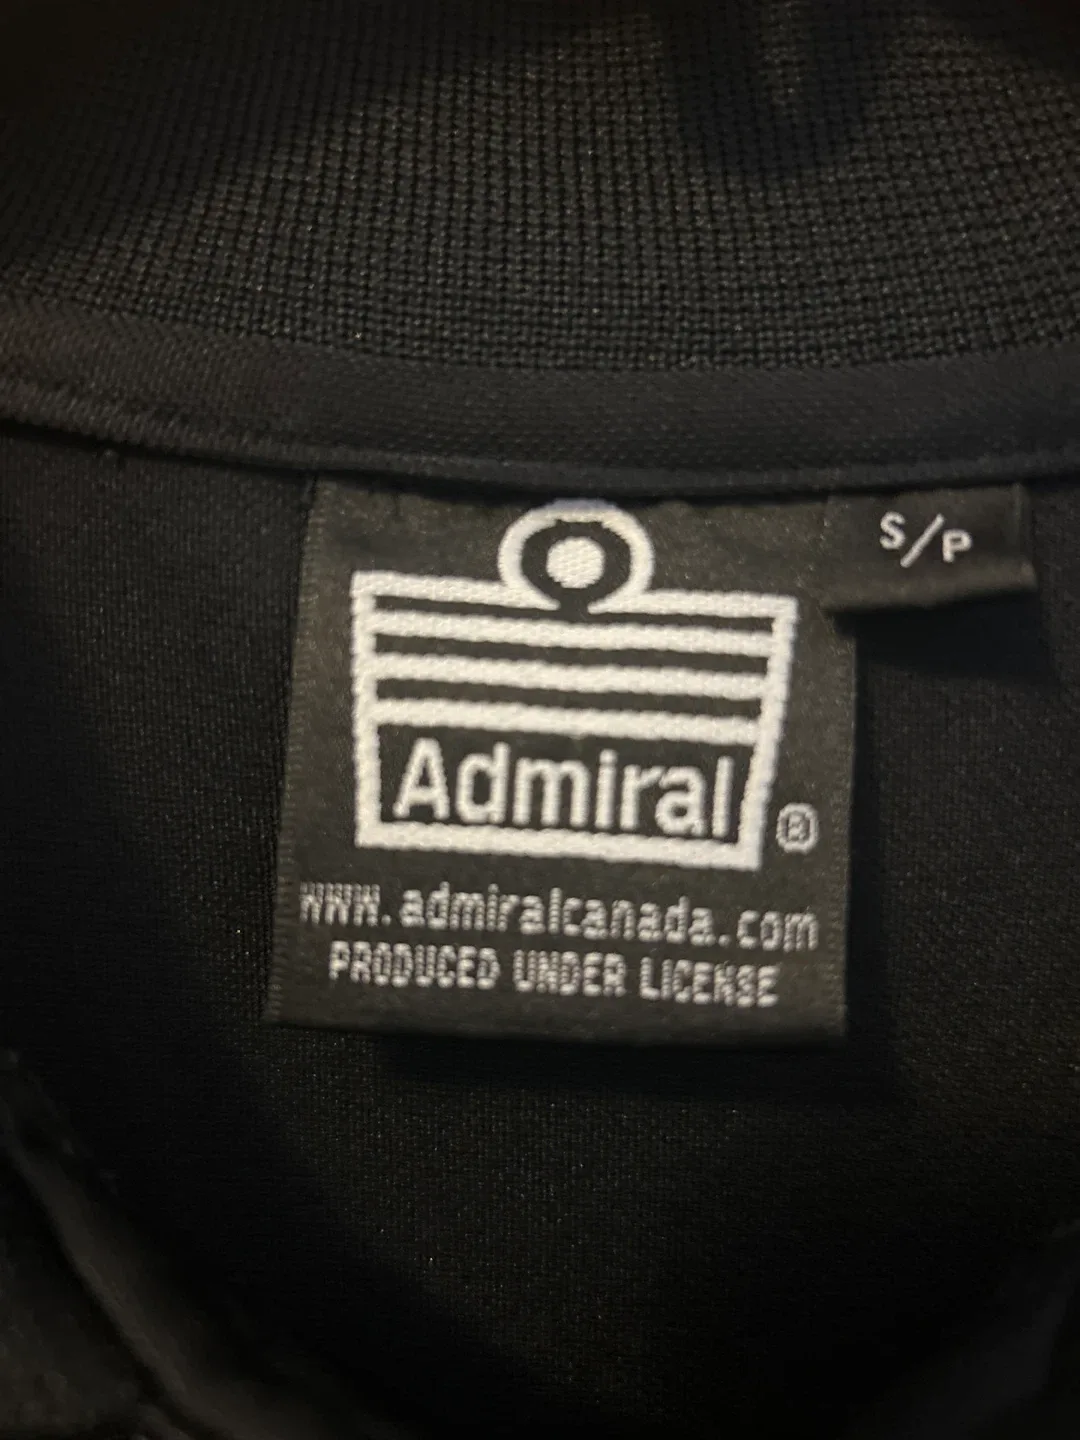 S/P
Admiral ®
www.admiralcanada.com
PRODUCED UNDER LICENSE